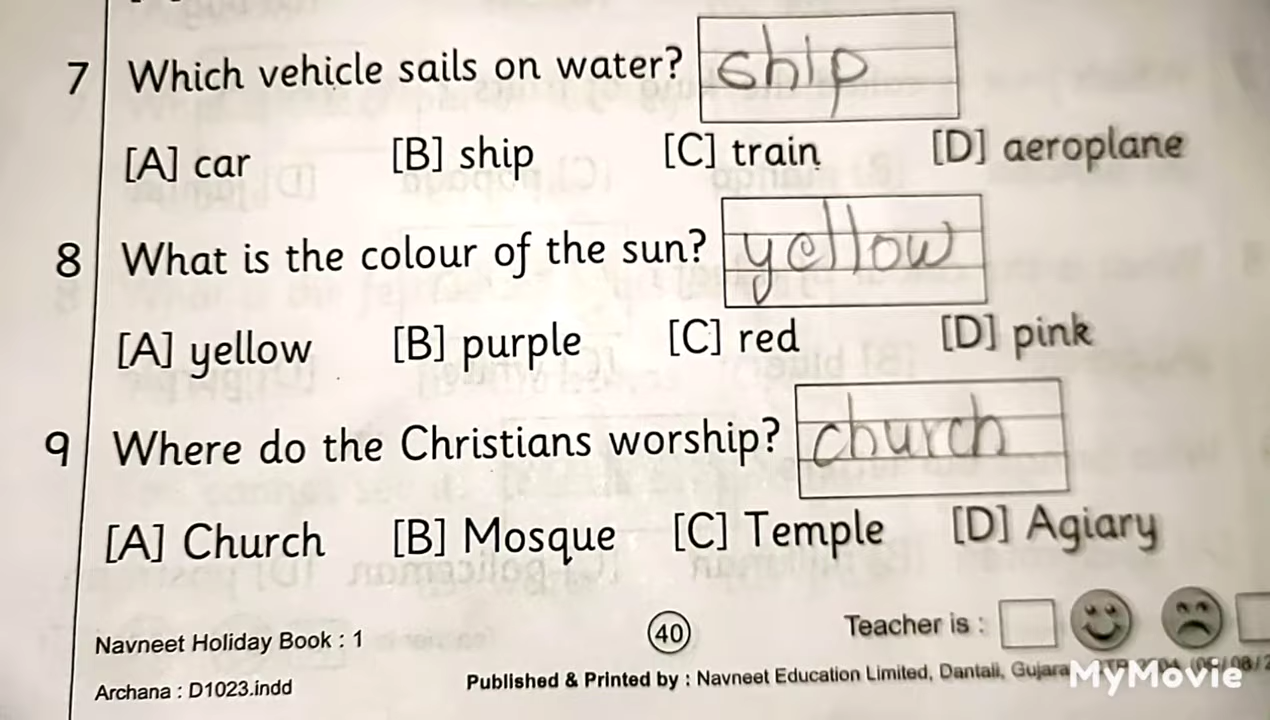 7 Which vehicle sails on water? ship
[A] car [B] ship [C] train [D] aeroplane
8 What is the colour of the sun? yellow
[A] yellow [B] purple [C] red [D] pink
9 Where do the Christians worship? church
[A] Church [B] Mosque [C] Temple [D] Agiary
Navneet Holiday Book : 1 40 Teacher is :
Archana : D1023.indd Published & Printed by : Navneet Education Limited, Dantali, Gujara
MyMovie